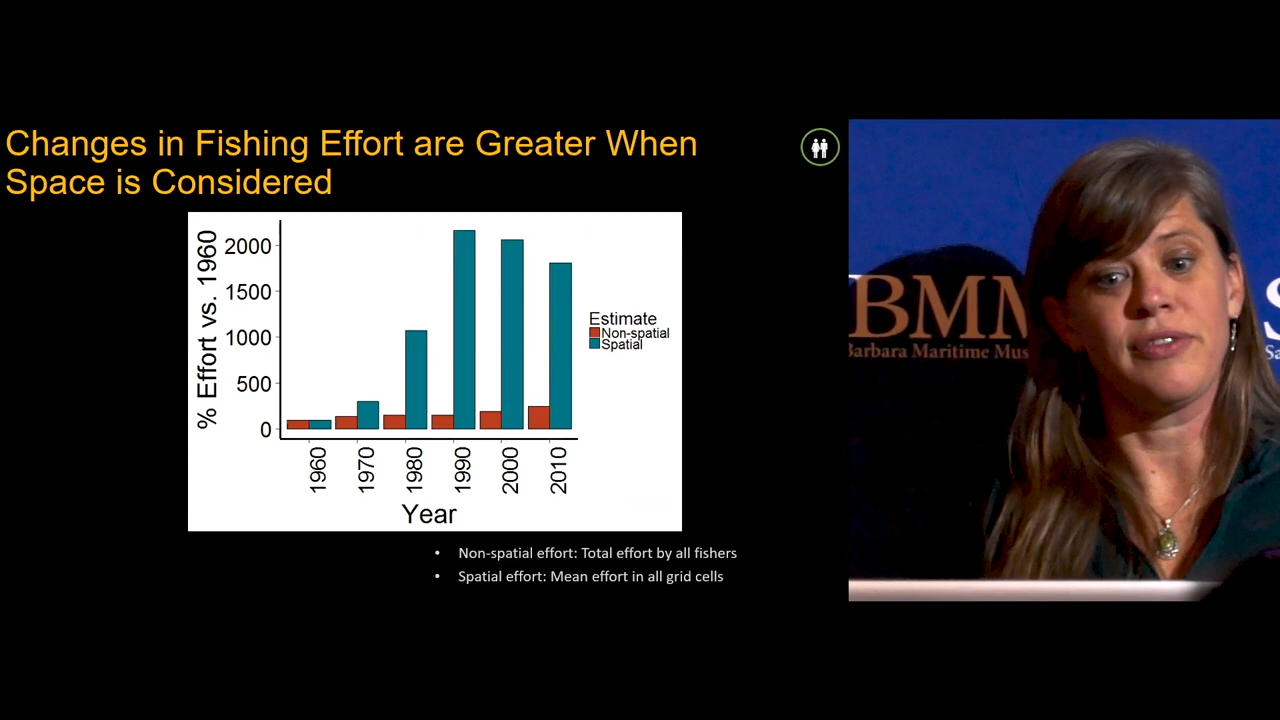 Changes in Fishing Effort are Greater When
Space is Considered
% Effort vs. 1960
2000
1500
1000
500
0
1960
1970
1980
1990
2000
2010
Year
Estimate
Non-spatial
Spatial
• Non-spatial effort: Total effort by all fishers
• Spatial effort: Mean effort in all grid cells
BMM
Barbara Maritime Mus
S
Sa